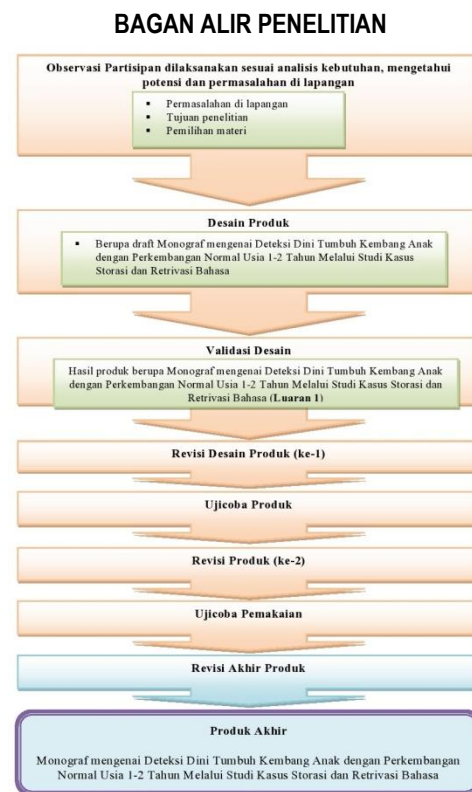 BAGAN ALIR PENELITIAN
Observasi Partisipan dilaksanakan sesuai analisis kebutuhan, mengetahui
potensi dan permasalahan di lapangan
▪ Permasalahan di lapangan
▪ Tujuan penelitian
▪ Pemilihan materi
Desain Produk
▪ Berupa draft Monograf mengenai Deteksi Dini Tumbuh Kembang Anak
dengan Perkembangan Normal Usia 1-2 Tahun Melalui Studi Kasus
Storasi dan Retrivasi Bahasa
Validasi Desain
Hasil produk berupa Monograf mengenai Deteksi Dini Tumbuh Kembang Anak
dengan Perkembangan Normal Usia 1-2 Tahun Melalui Studi Kasus Storasi dan
Retrivasi Bahasa (Luaran 1)
Revisi Desain Produk (ke-1)
Ujicoba Produk
Revisi Produk (ke-2)
Ujicoba Pemakaian
Revisi Akhir Produk
Produk Akhir
Monograf mengenai Deteksi Dini Tumbuh Kembang Anak dengan Perkembangan
Normal Usia 1-2 Tahun Melalui Studi Kasus Storasi dan Retrivasi Bahasa